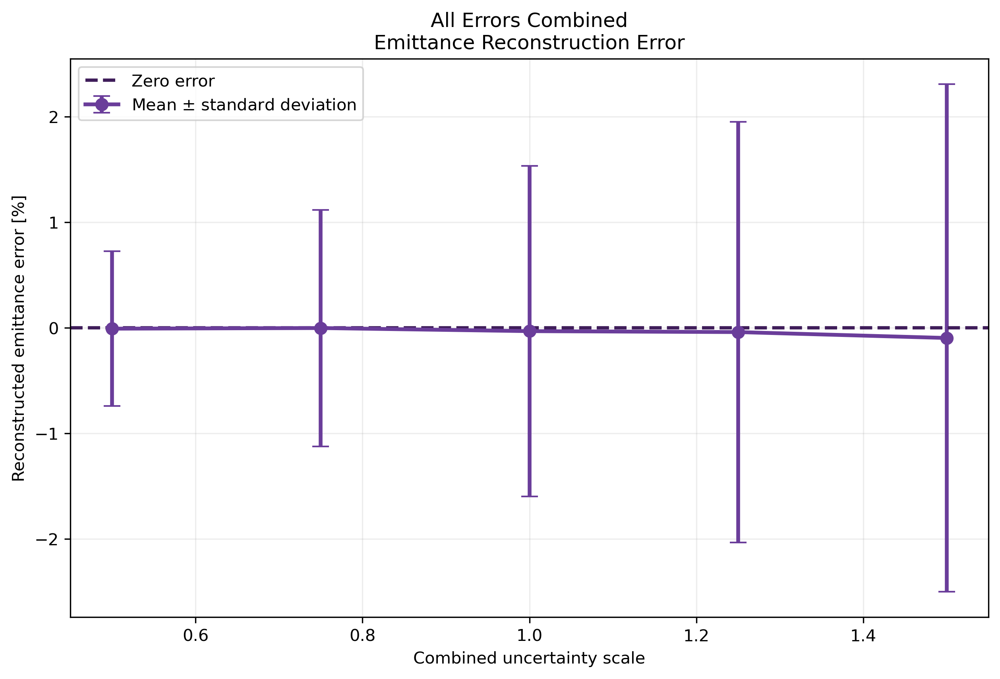 All Errors Combined
Emittance Reconstruction Error
Zero error
Mean ± standard deviation
Reconstructed emittance error [%]
2
1
0
−1
−2
0.6 0.8 1.0 1.2 1.4
Combined uncertainty scale